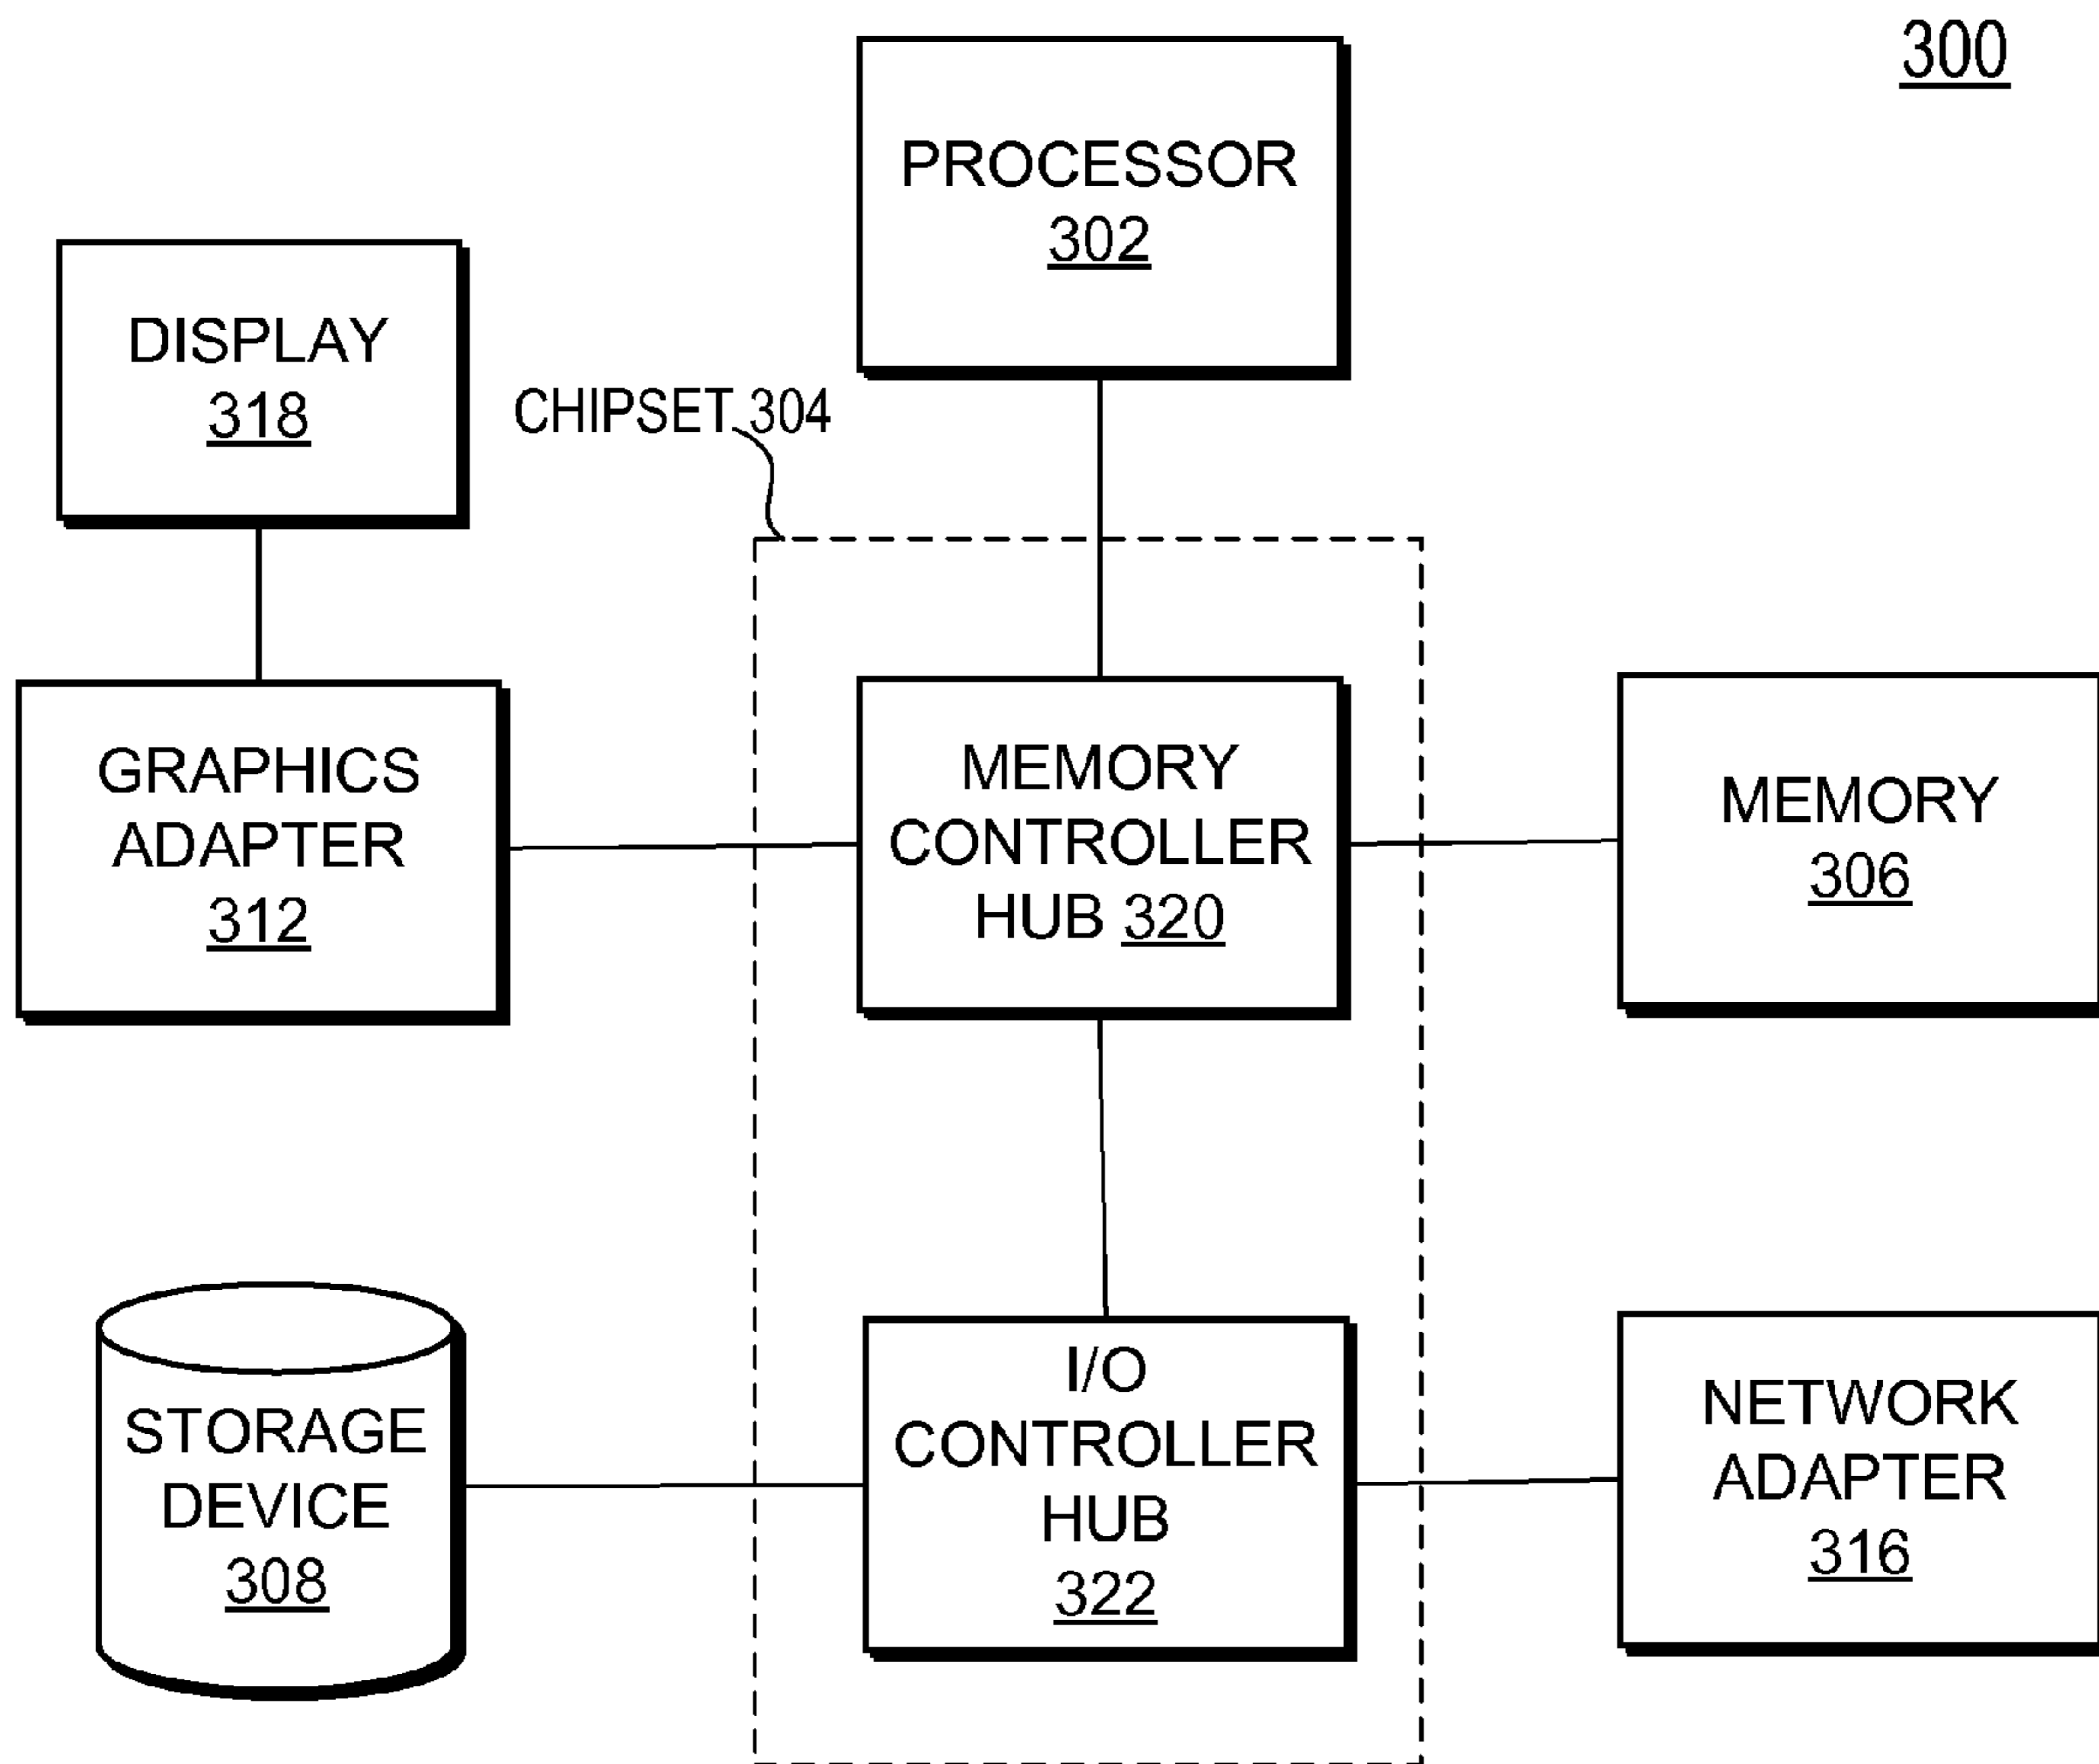 300
PROCESSOR
302
DISPLAY
318
CHIPSET 304
GRAPHICS
ADAPTER
312
MEMORY
CONTROLLER
HUB 320
MEMORY
306
STORAGE
DEVICE
308
I/O
CONTROLLER
HUB
322
NETWORK
ADAPTER
316